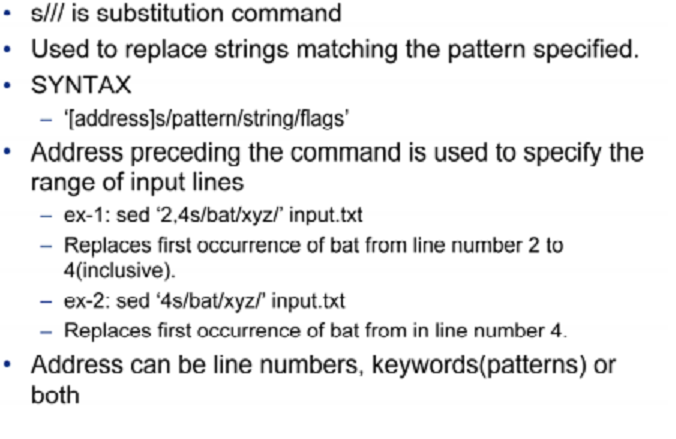 • s/// is substitution command
• Used to replace strings matching the pattern specified.
• SYNTAX
– ‘[address]s/pattern/string/flags’
• Address preceding the command is used to specify the
range of input lines
– ex-1: sed ‘2,4s/bat/xyz/’ input.txt
– Replaces first occurrence of bat from line number 2 to
4(inclusive).
– ex-2: sed ‘4s/bat/xyz/’ input.txt
– Replaces first occurrence of bat from in line number 4.
• Address can be line numbers, keywords(patterns) or
both